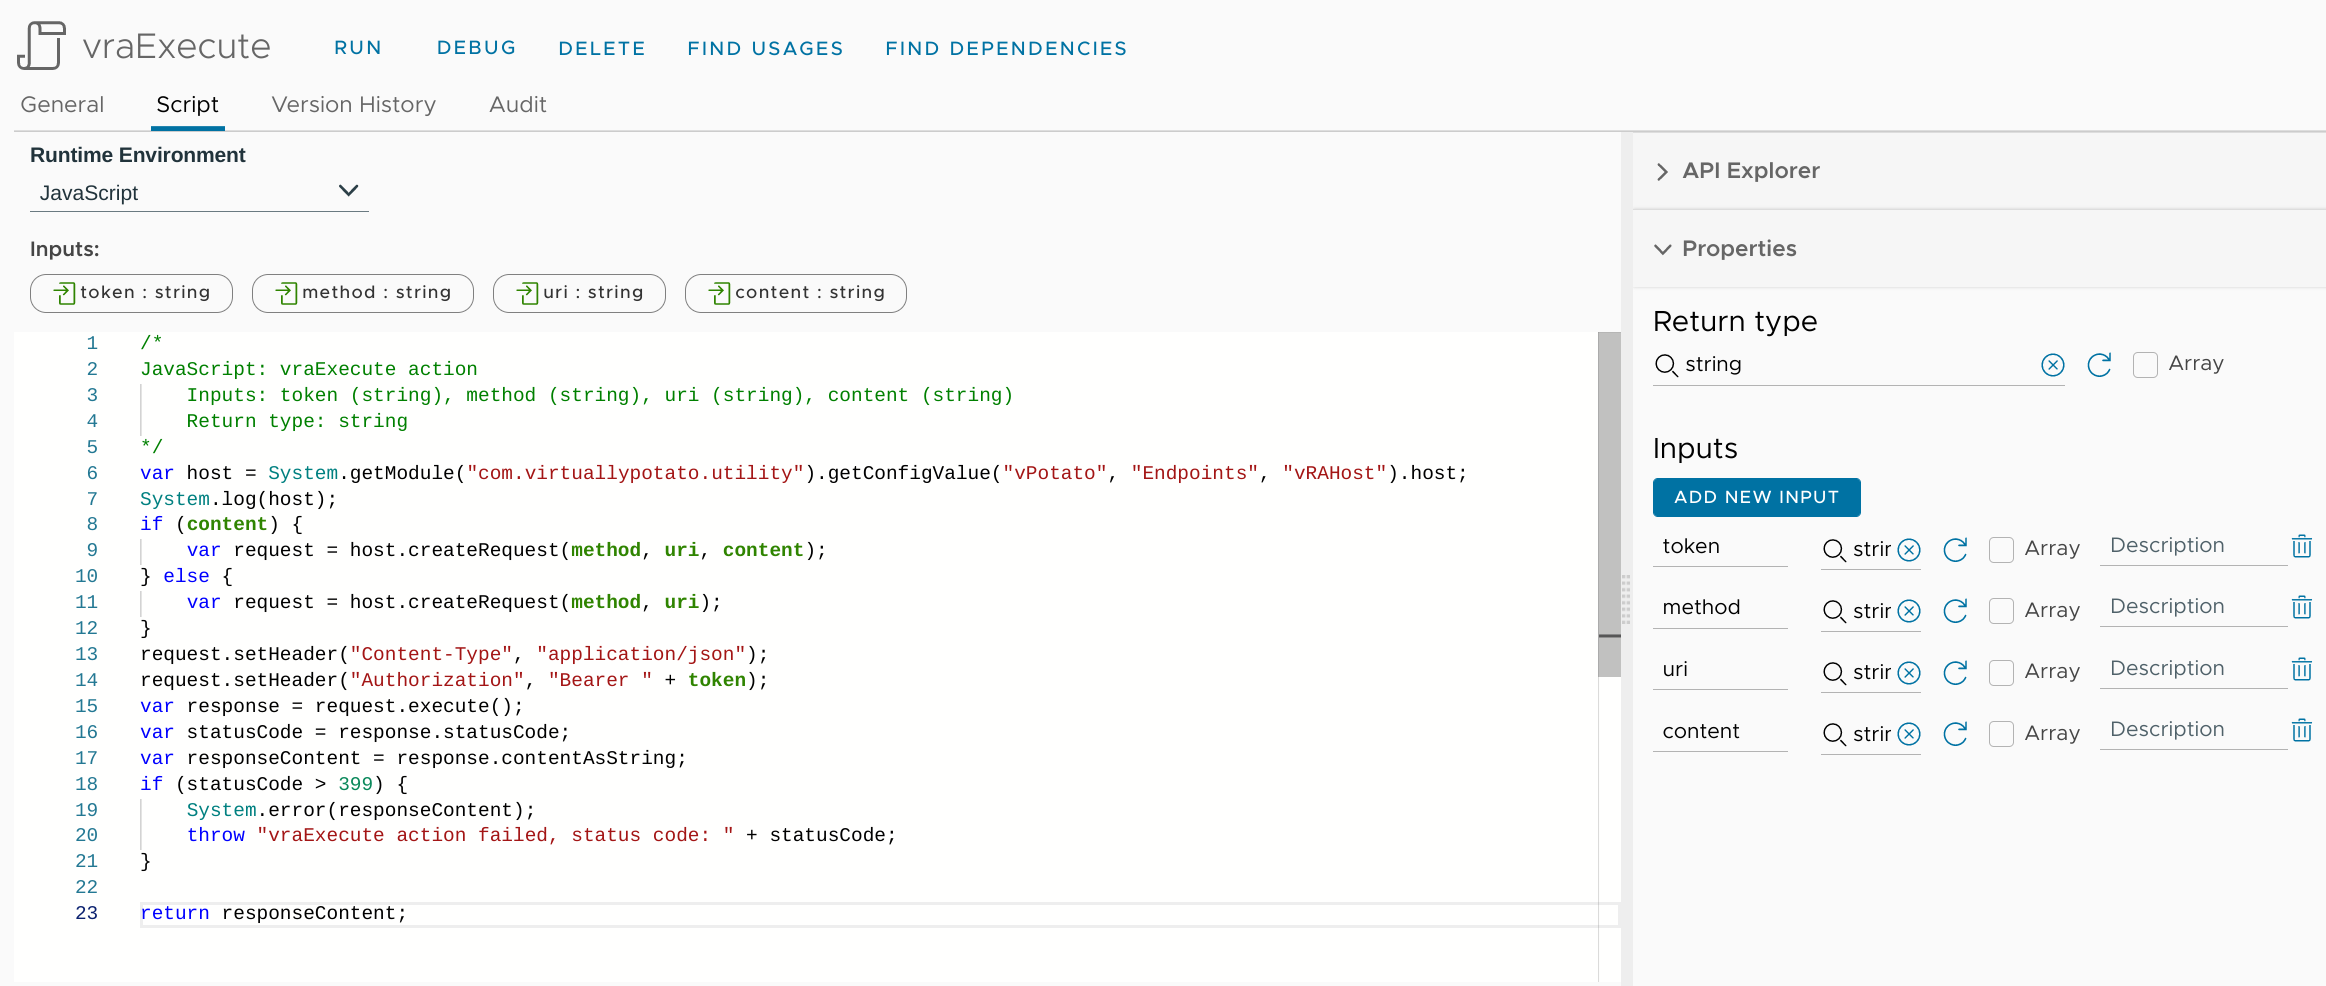 vraExecute RUN DEBUG DELETE FIND USAGES FIND DEPENDENCIES
General Script Version History Audit
Runtime Environment
JavaScript
Inputs:
token : string method : string uri : string content : string
1 /*
2 JavaScript: vraExecute action
3     Inputs: token (string), method (string), uri (string), content (string)
4     Return type: string
5 */
6 var host = System.getModule("com.virtuallypotato.utility").getConfigValue("vPotato", "Endpoints", "vRAHost").host;
7 System.log(host);
8 if (content) {
9     var request = host.createRequest(method, uri, content);
10 } else {
11     var request = host.createRequest(method, uri);
12 }
13 request.setHeader("Content-Type", "application/json");
14 request.setHeader("Authorization", "Bearer " + token);
15 var response = request.execute();
16 var statusCode = response.statusCode;
17 var responseContent = response.contentAsString;
18 if (statusCode > 399) {
19     System.error(responseContent);
20     throw "vraExecute action failed, status code: " + statusCode;
21 }
22
23 return responseContent;
API Explorer
Properties
Return type
string Array
Inputs
ADD NEW INPUT
token strir Array Description
method strir Array Description
uri strir Array Description
content strir Array Description